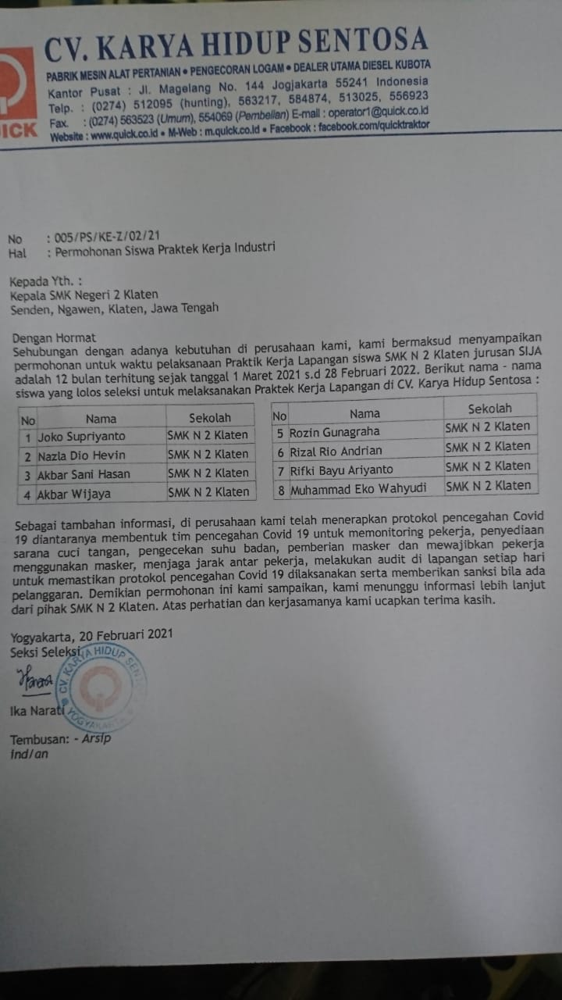 CV. KARYA HIDUP SENTOSA
PABRIK MESIN ALAT PERTANIAN • PENGECORAN LOGAM • DEALER UTAMA DIESEL KUBOTA
Kantor Pusat : Jl. Magelang No. 144 Jogjakarta 55241 Indonesia
Telp. : (0274) 512095 (hunting), 563217, 584874, 513025, 556923
Fax. : (0274) 563523 (Umum), 554069 (Pembelian) E-mail : operator1@quick.co.id
Website : www.quick.co.id • M-Web : m.quick.co.id • Facebook : facebook.com/quicktraktor
UICK
No : 005/PS/KE-Z/02/21
Hal : Permohonan Siswa Praktek Kerja Industri
Kepada Yth. :
Kepala SMK Negeri 2 Klaten
Senden, Ngawen, Klaten, Jawa Tengah
Dengan Hormat
Sehubungan dengan adanya kebutuhan di perusahaan kami, kami bermaksud menyampaikan
permohonan untuk waktu pelaksanaan Praktik Kerja Lapangan siswa SMK N 2 Klaten jurusan SIJA
adalah 12 bulan terhitung sejak tanggal 1 Maret 2021 s.d 28 Februari 2022. Berikut nama - nama
siswa yang lolos seleksi untuk melaksanakan Praktek Kerja Lapangan di CV. Karya Hidup Sentosa :
No Nama Sekolah
1 Joko Supriyanto SMK N 2 Klaten
2 Nazla Dio Hevin SMK N 2 Klaten
3 Akbar Sani Hasan SMK N 2 Klaten
4 Akbar Wijaya SMK N 2 Klaten
No Nama Sekolah
5 Rozin Gunagraha SMK N 2 Klaten
6 Rizal Rio Andrian SMK N 2 Klaten
7 Rifki Bayu Ariyanto SMK N 2 Klaten
8 Muhammad Eko Wahyudi SMK N 2 Klaten
Sebagai tambahan informasi, di perusahaan kami telah menerapkan protokol pencegahan Covid
19 diantaranya membentuk tim pencegahan Covid 19 untuk memonitoring pekerja, penyediaan
sarana cuci tangan, pengecekan suhu badan, pemberian masker dan mewajibkan pekerja
menggunakan masker, menjaga jarak antar pekerja, melakukan audit di lapangan setiap hari
untuk memastikan protokol pencegahan Covid 19 dilaksanakan serta memberikan sanksi bila ada
pelanggaran. Demikian permohonan ini kami sampaikan, kami menunggu informasi lebih lanjut
dari pihak SMK N 2 Klaten. Atas perhatian dan kerjasamanya kami ucapkan terima kasih.
Yogyakarta, 20 Februari 2021
Seksi Seleksi
CV. KARYA HIDUP SENT
YOGYAKARTA
Ika Narati
Tembusan: - Arsip
ind/an